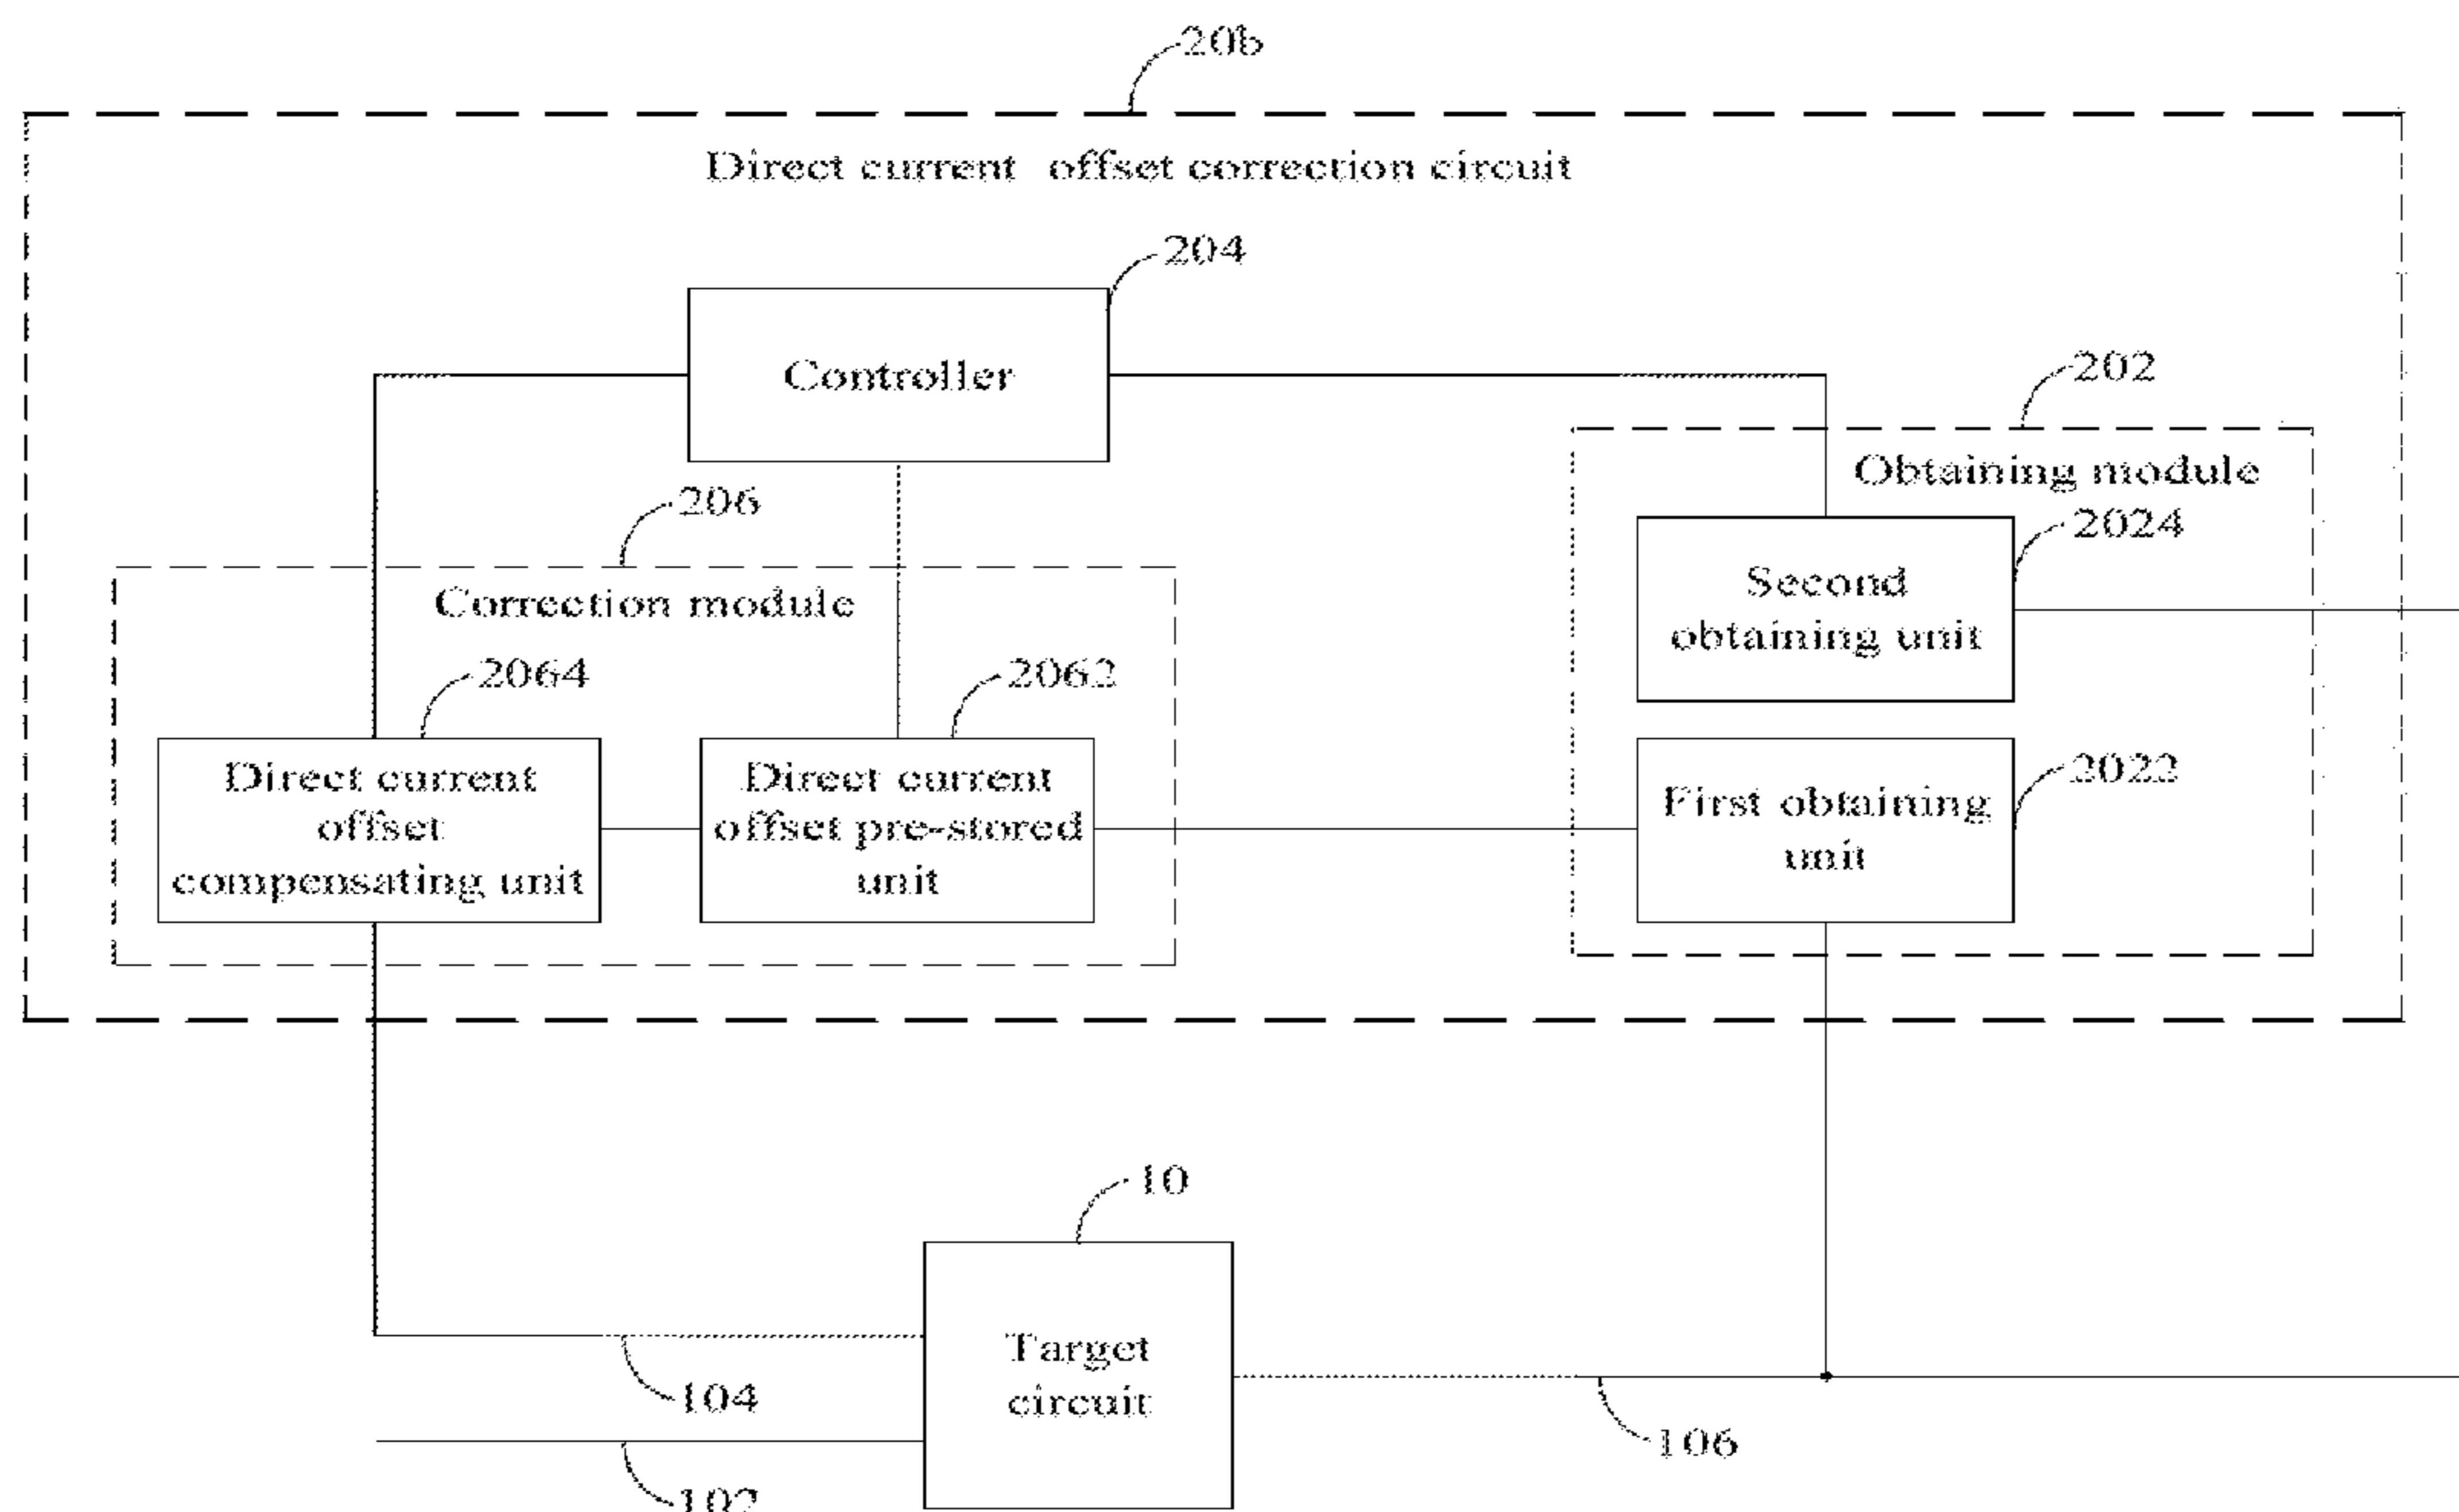 20b
Direct current offset correction circuit
204
Controller
202
Obtaining module
206
2024
Correction module
Second
obtaining unit
2064
2062
Direct current
offset
compensating unit
Direct current
offset pre-stored
unit
2022
First obtaining
unit
10
Target
circuit
104
106
102